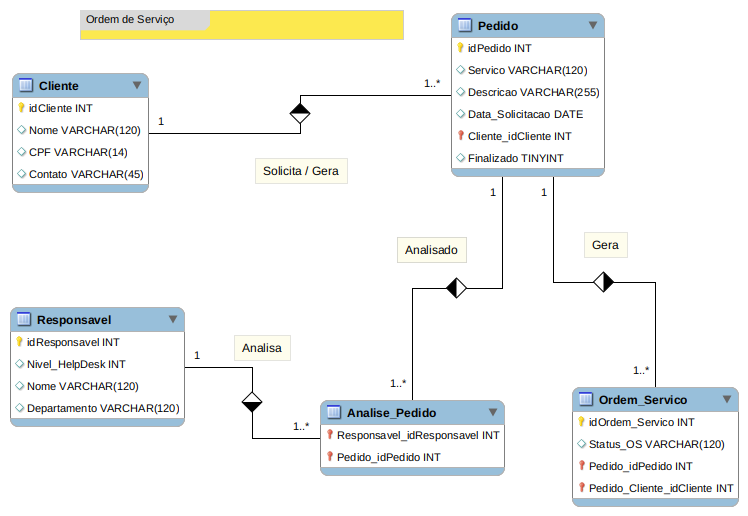 Ordem de Serviço
Pedido
idPedido INT
Servico VARCHAR(120)
Descricao VARCHAR(255)
Data_Solicitacao DATE
Cliente_idCliente INT
Finalizado TINYINT
Cliente
idCliente INT
Nome VARCHAR(120)
CPF VARCHAR(14)
Contato VARCHAR(45)
1
1..*
Solicita / Gera
1
1
Analisado
Gera
Responsavel
idResponsavel INT
Nivel_HelpDesk INT
Nome VARCHAR(120)
Departamento VARCHAR(120)
1
Analisa
1..*
1..*
1..*
Analise_Pedido
Responsavel_idResponsavel INT
Pedido_idPedido INT
Ordem_Servico
idOrdem_Servico INT
Status_OS VARCHAR(120)
Pedido_idPedido INT
Pedido_Cliente_idCliente INT